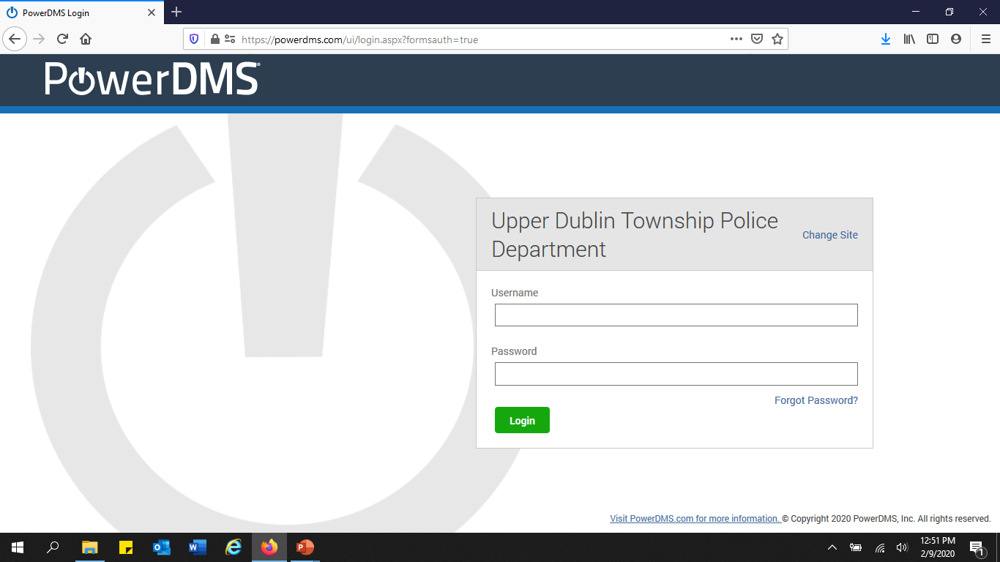 PowerDMS Login
https://powerdms.com/ui/login.aspx?formsauth=true
PowerDMS®
Upper Dublin Township Police
Department
Change Site
Username
Password
Forgot Password?
Login
Visit PowerDMS.com for more information. © Copyright 2020 PowerDMS, Inc. All rights reserved.
12:51 PM
2/9/2020
1